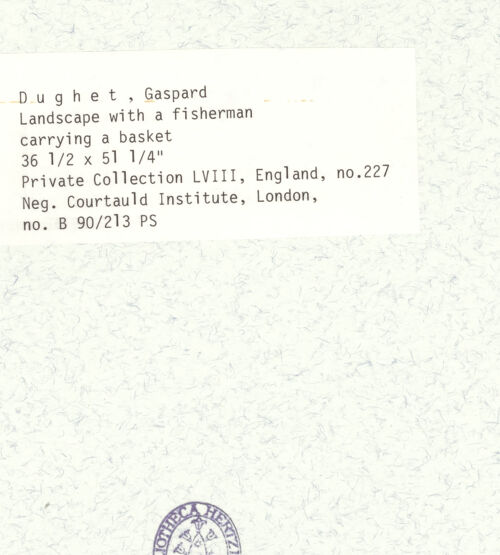 D u g h e t , Gaspard
Landscape with a fisherman
carrying a basket
36 1/2 x 51 1/4"
Private Collection LVIII, England, no.227
Neg. Courtauld Institute, London,
no. B 90/213 PS